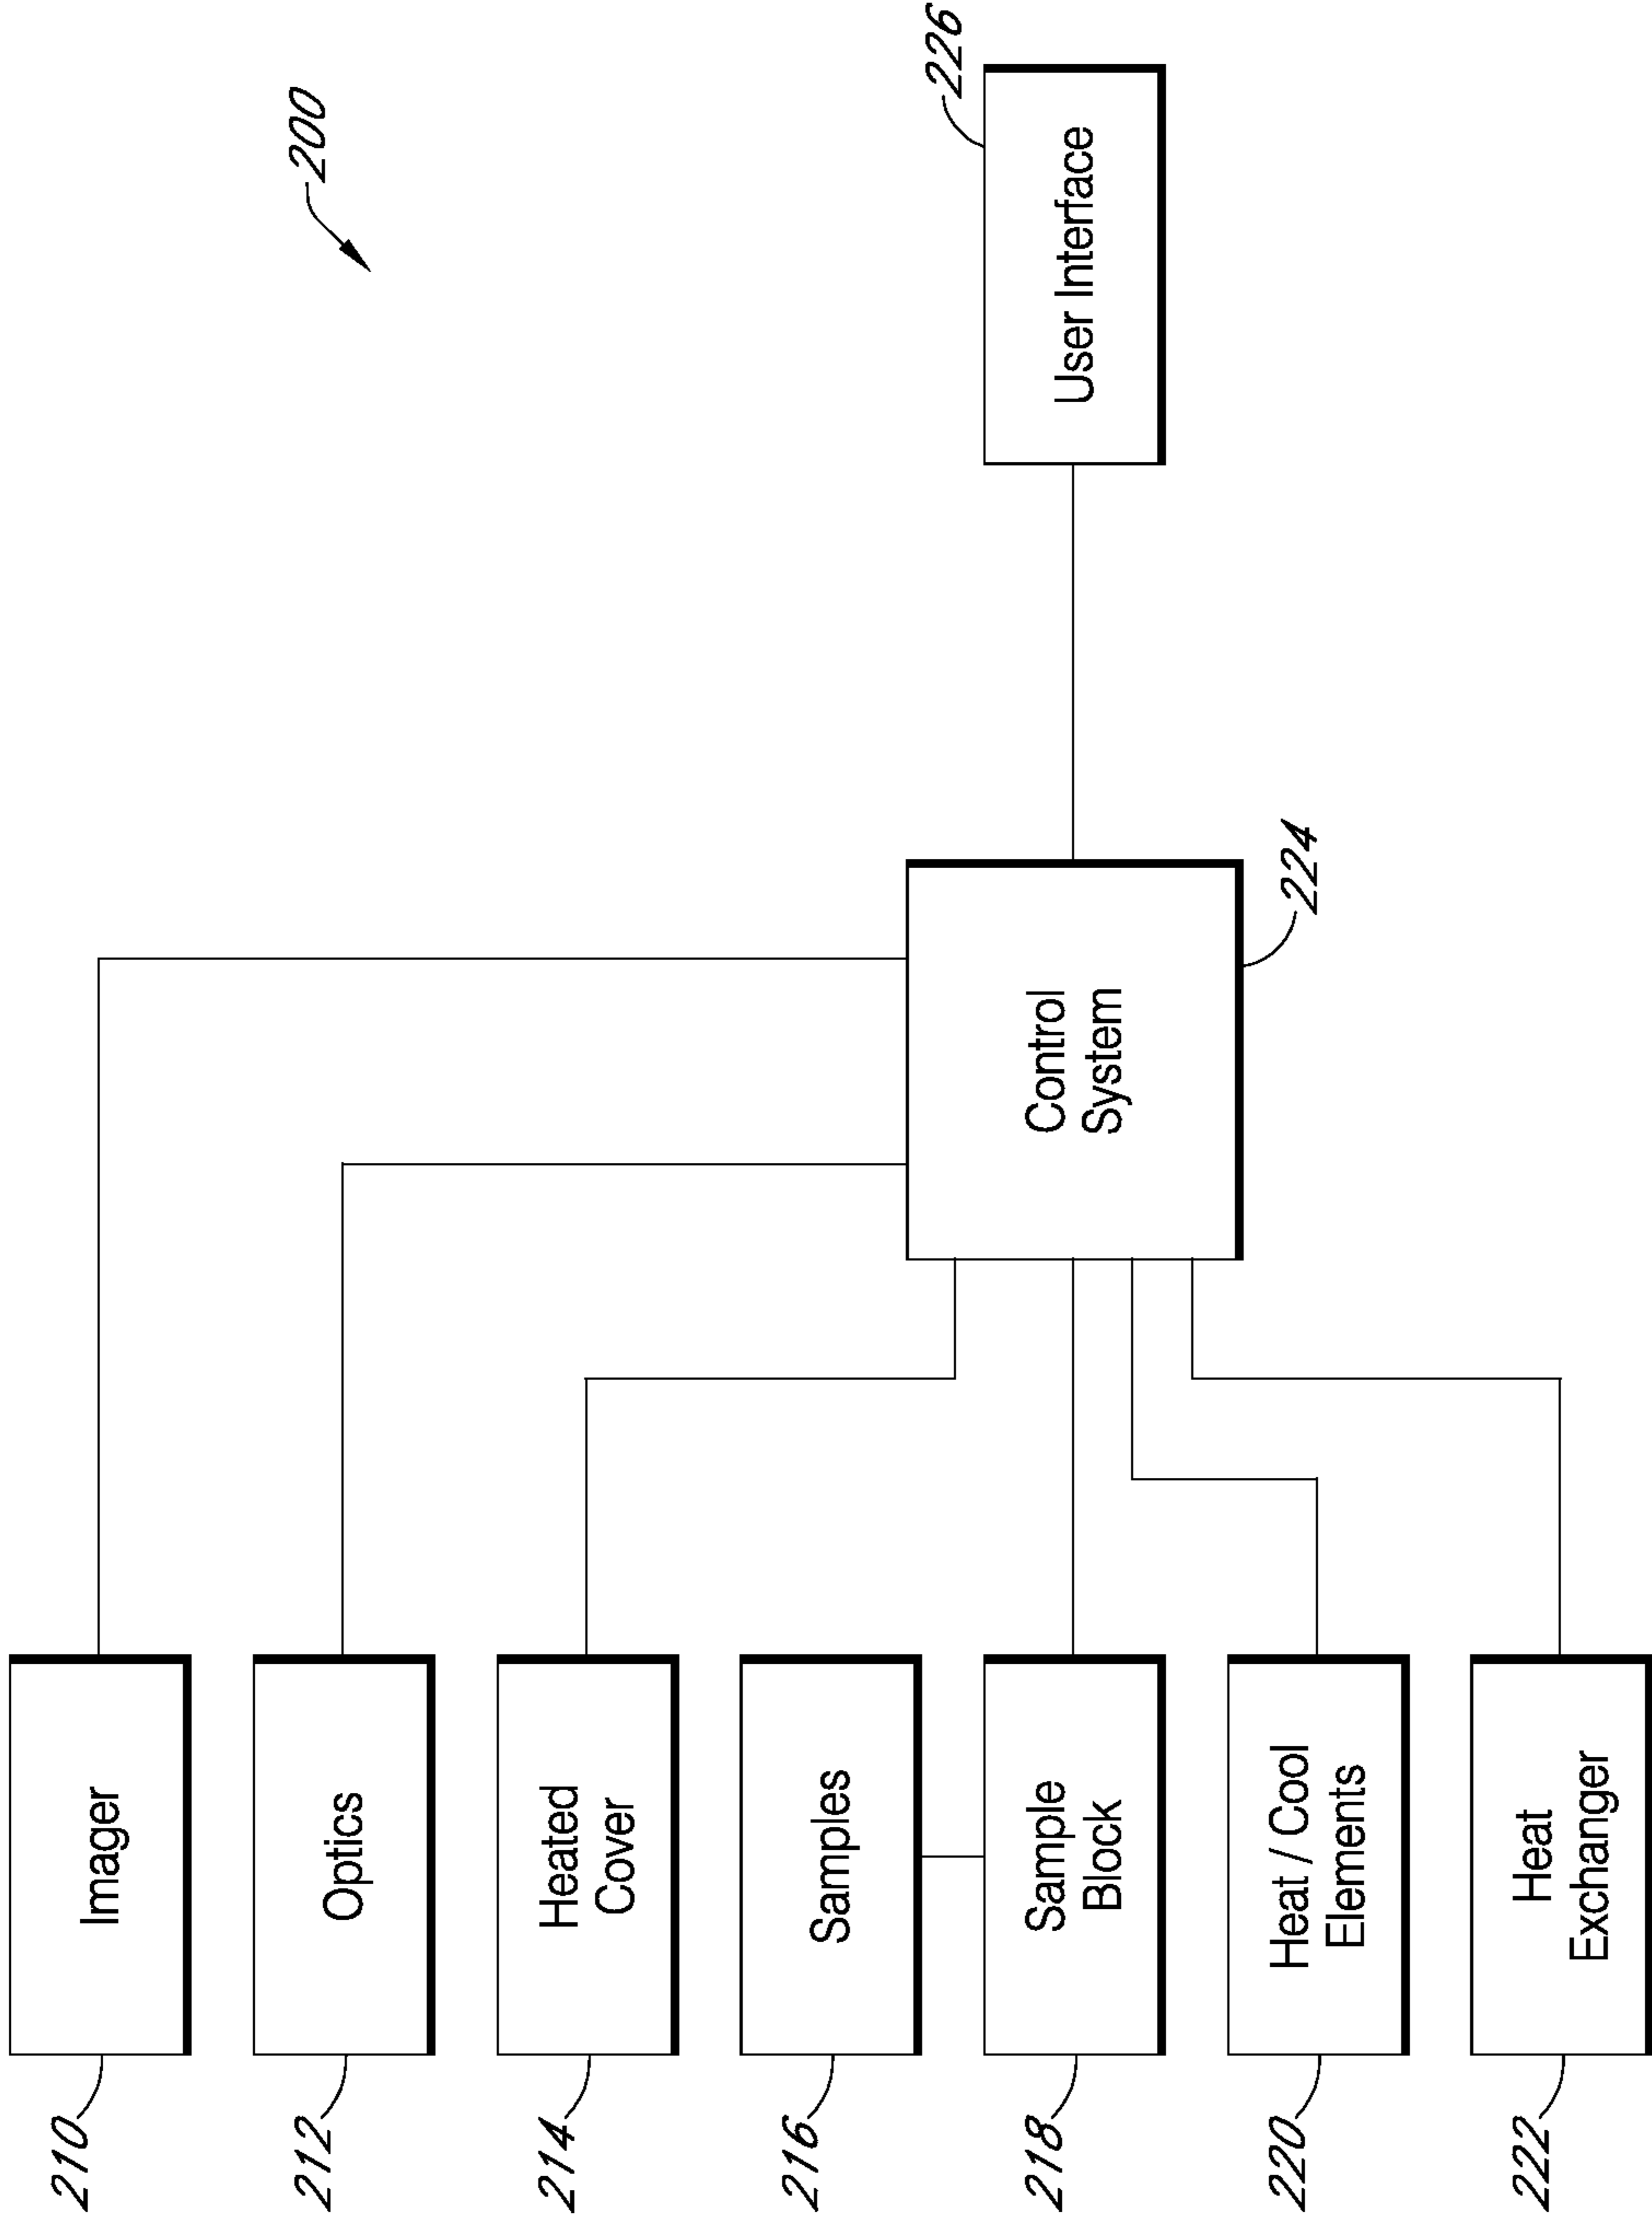 200
210
Imager
212
Optics
214
Heated
Cover
216
Samples
218
Sample
Block
220
Heat / Cool
Elements
222
Heat
Exchanger
Control
System
224
User Interface
226